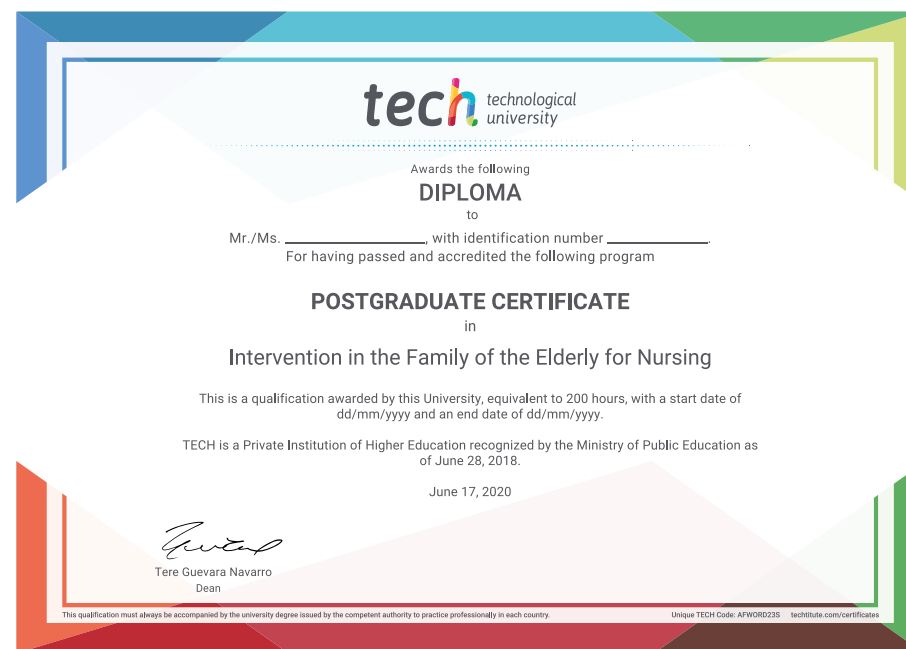 tech technological
university
Awards the following
DIPLOMA
to
Mr./Ms. ____________________, with identification number ______________.
For having passed and accredited the following program
POSTGRADUATE CERTIFICATE
in
Intervention in the Family of the Elderly for Nursing
This is a qualification awarded by this University, equivalent to 200 hours, with a start date of
dd/mm/yyyy and an end date of dd/mm/yyyy.
TECH is a Private Institution of Higher Education recognized by the Ministry of Public Education as
of June 28, 2018.
June 17, 2020
Tere Guevara Navarro
Dean
This qualification must always be accompanied by the university degree issued by the competent authority to practice professionally in each country.
Unique TECH Code: AFWORD23S techtitute.com/certificates